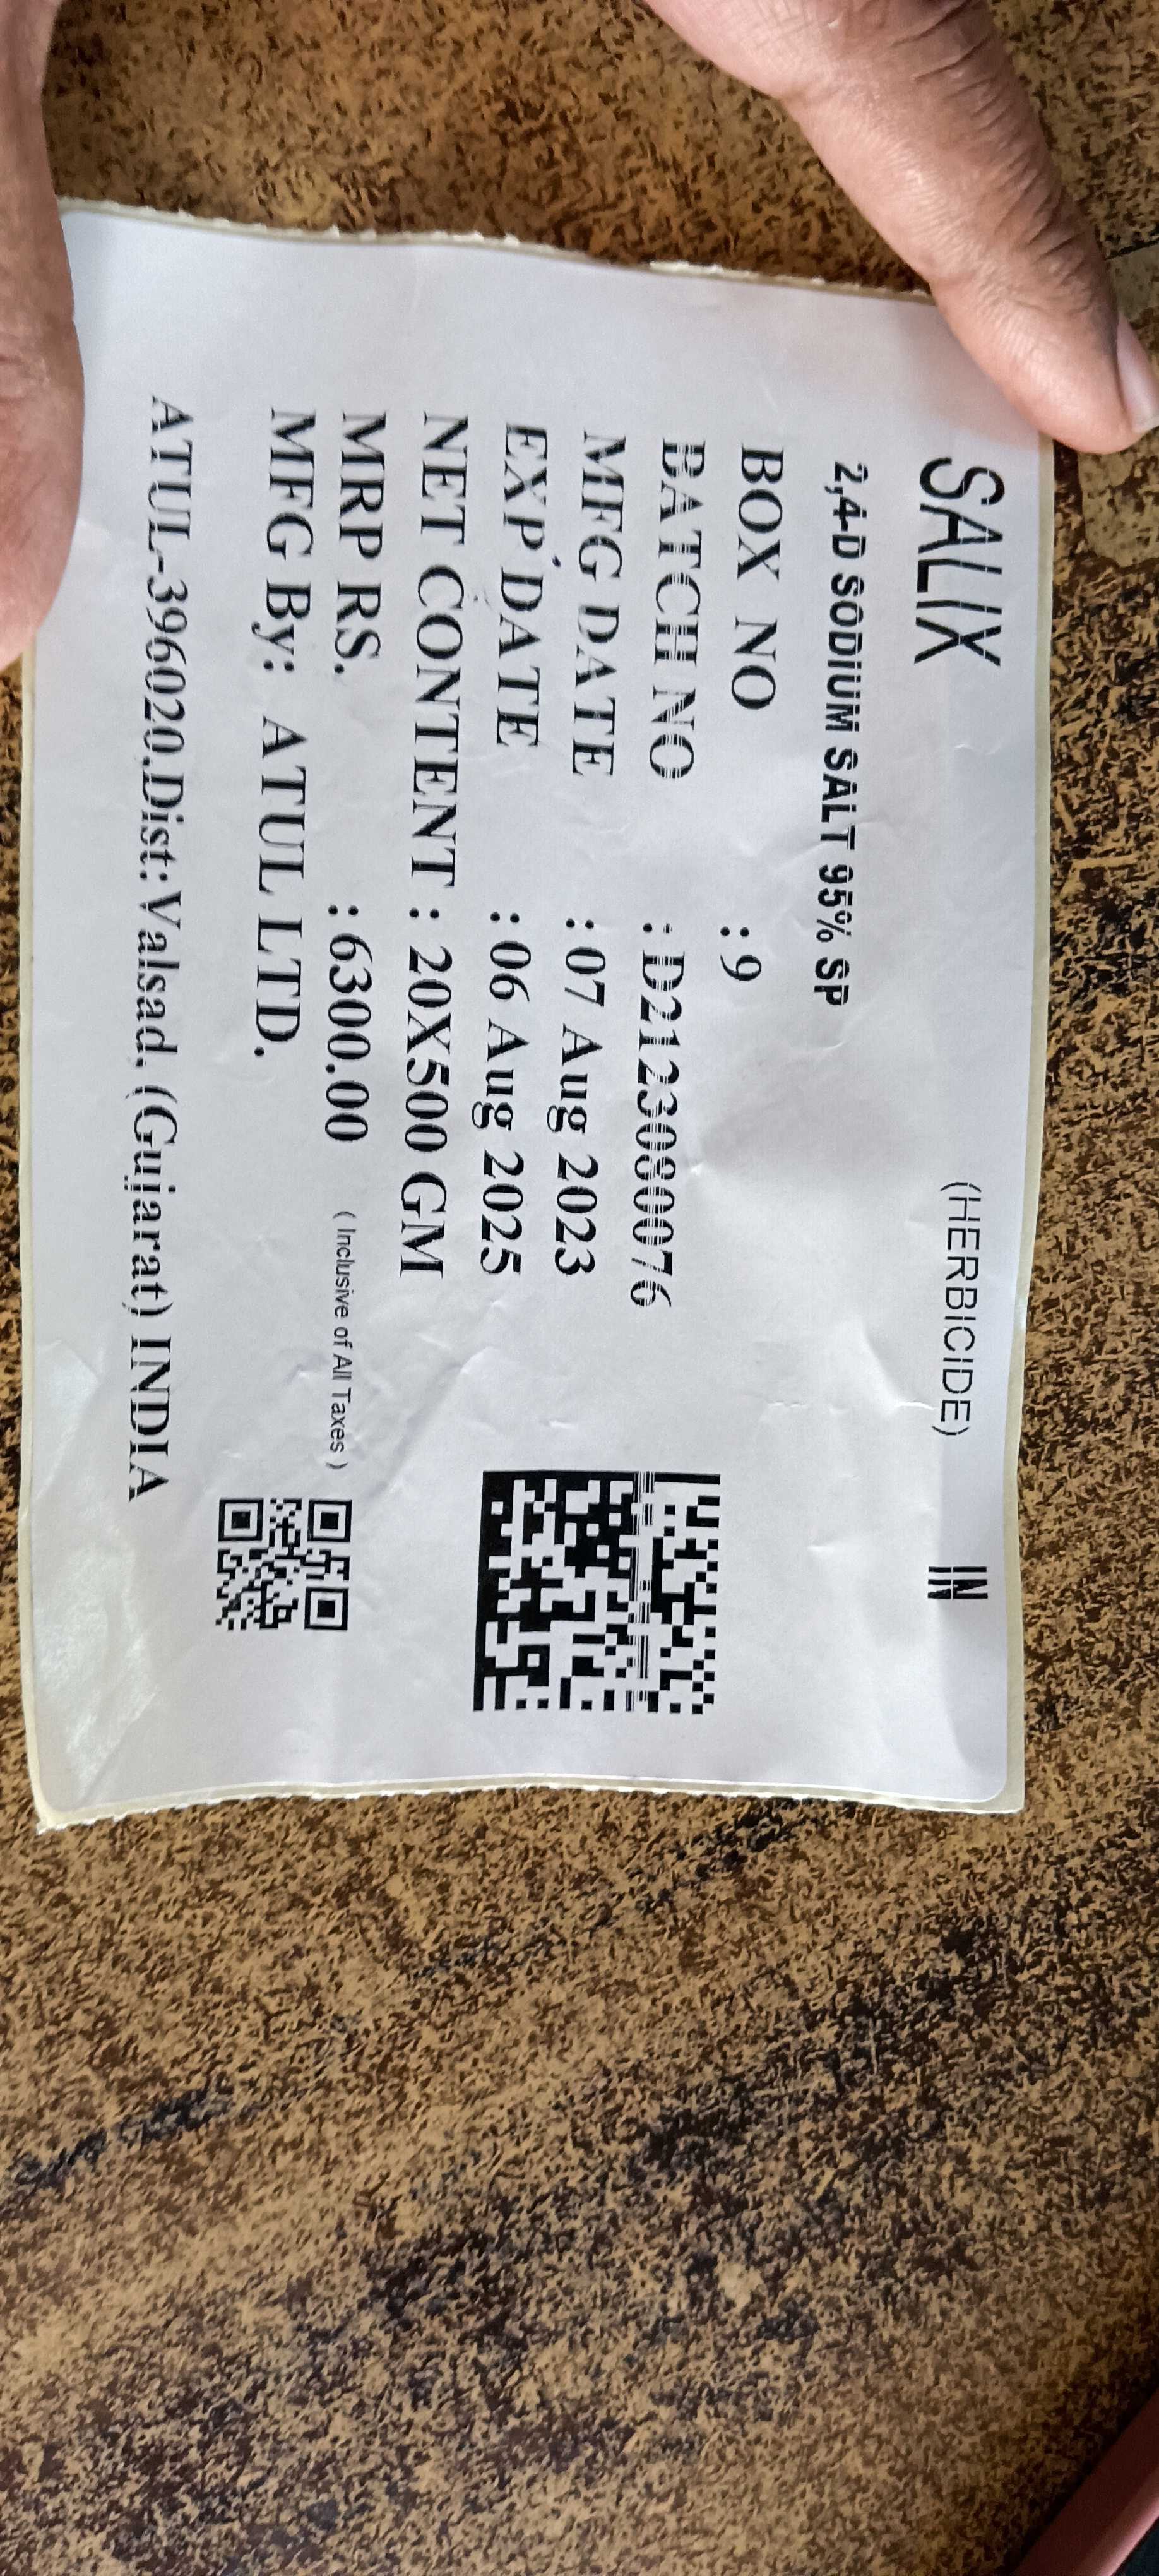 SALIX (HERBICIDE) IN
2,4-D SODIUM SALT 95% SP
BOX NO : 9
BATCH NO : D2123080076
MFG DATE : 07 Aug 2023
EXP DATE : 06 Aug 2025
NET CONTENT : 20X500 GM
MRP RS. : 6300.00 ( Inclusive of All Taxes )
MFG By: ATUL LTD.
ATUL-396020.Dist:Valsad. (Gujarat) INDIA